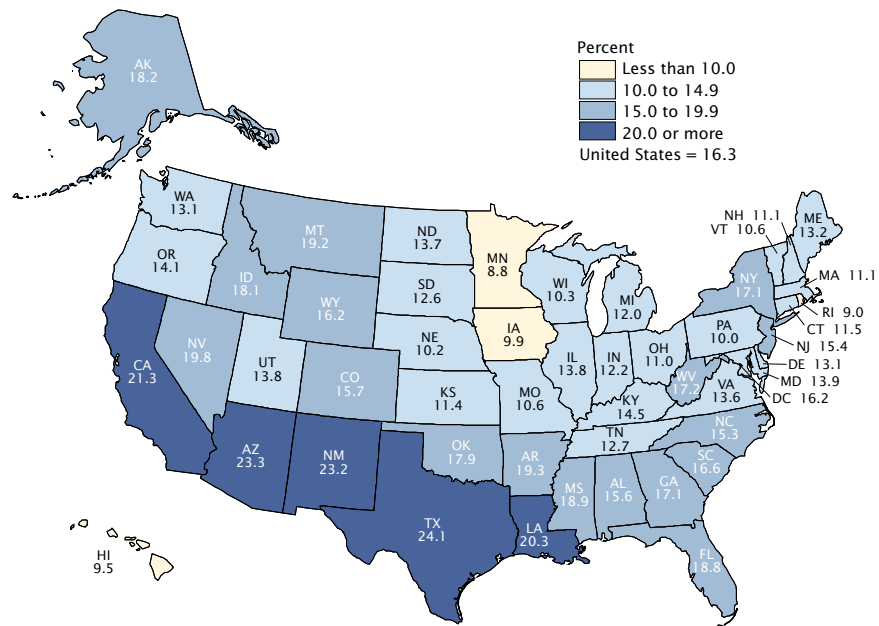 AK
18.2
Percent
Less than 10.0
10.0 to 14.9
15.0 to 19.9
20.0 or more
United States = 16.3
WA
13.1
OR
14.1
CA
21.3
NV
19.8
ID
18.1
MT
19.2
WY
16.2
UT
13.8
CO
15.7
AZ
23.3
NM
23.2
ND
13.7
SD
12.6
NE
10.2
KS
11.4
OK
17.9
TX
24.1
MN
8.8
IA
9.9
MO
10.6
AR
19.3
LA
20.3
WI
10.3
IL
13.8
MI
12.0
IN
12.2
OH
11.0
KY
14.5
TN
12.7
MS
18.9
AL
15.6
GA
17.1
FL
18.8
SC
16.6
NC
15.3
VA
13.6
WV
17.2
PA
10.0
NY
17.1
NH 11.1
VT 10.6
ME
13.2
MA 11.1
RI 9.0
CT 11.5
NJ 15.4
DE 13.1
MD 13.9
DC 16.2
HI
9.5